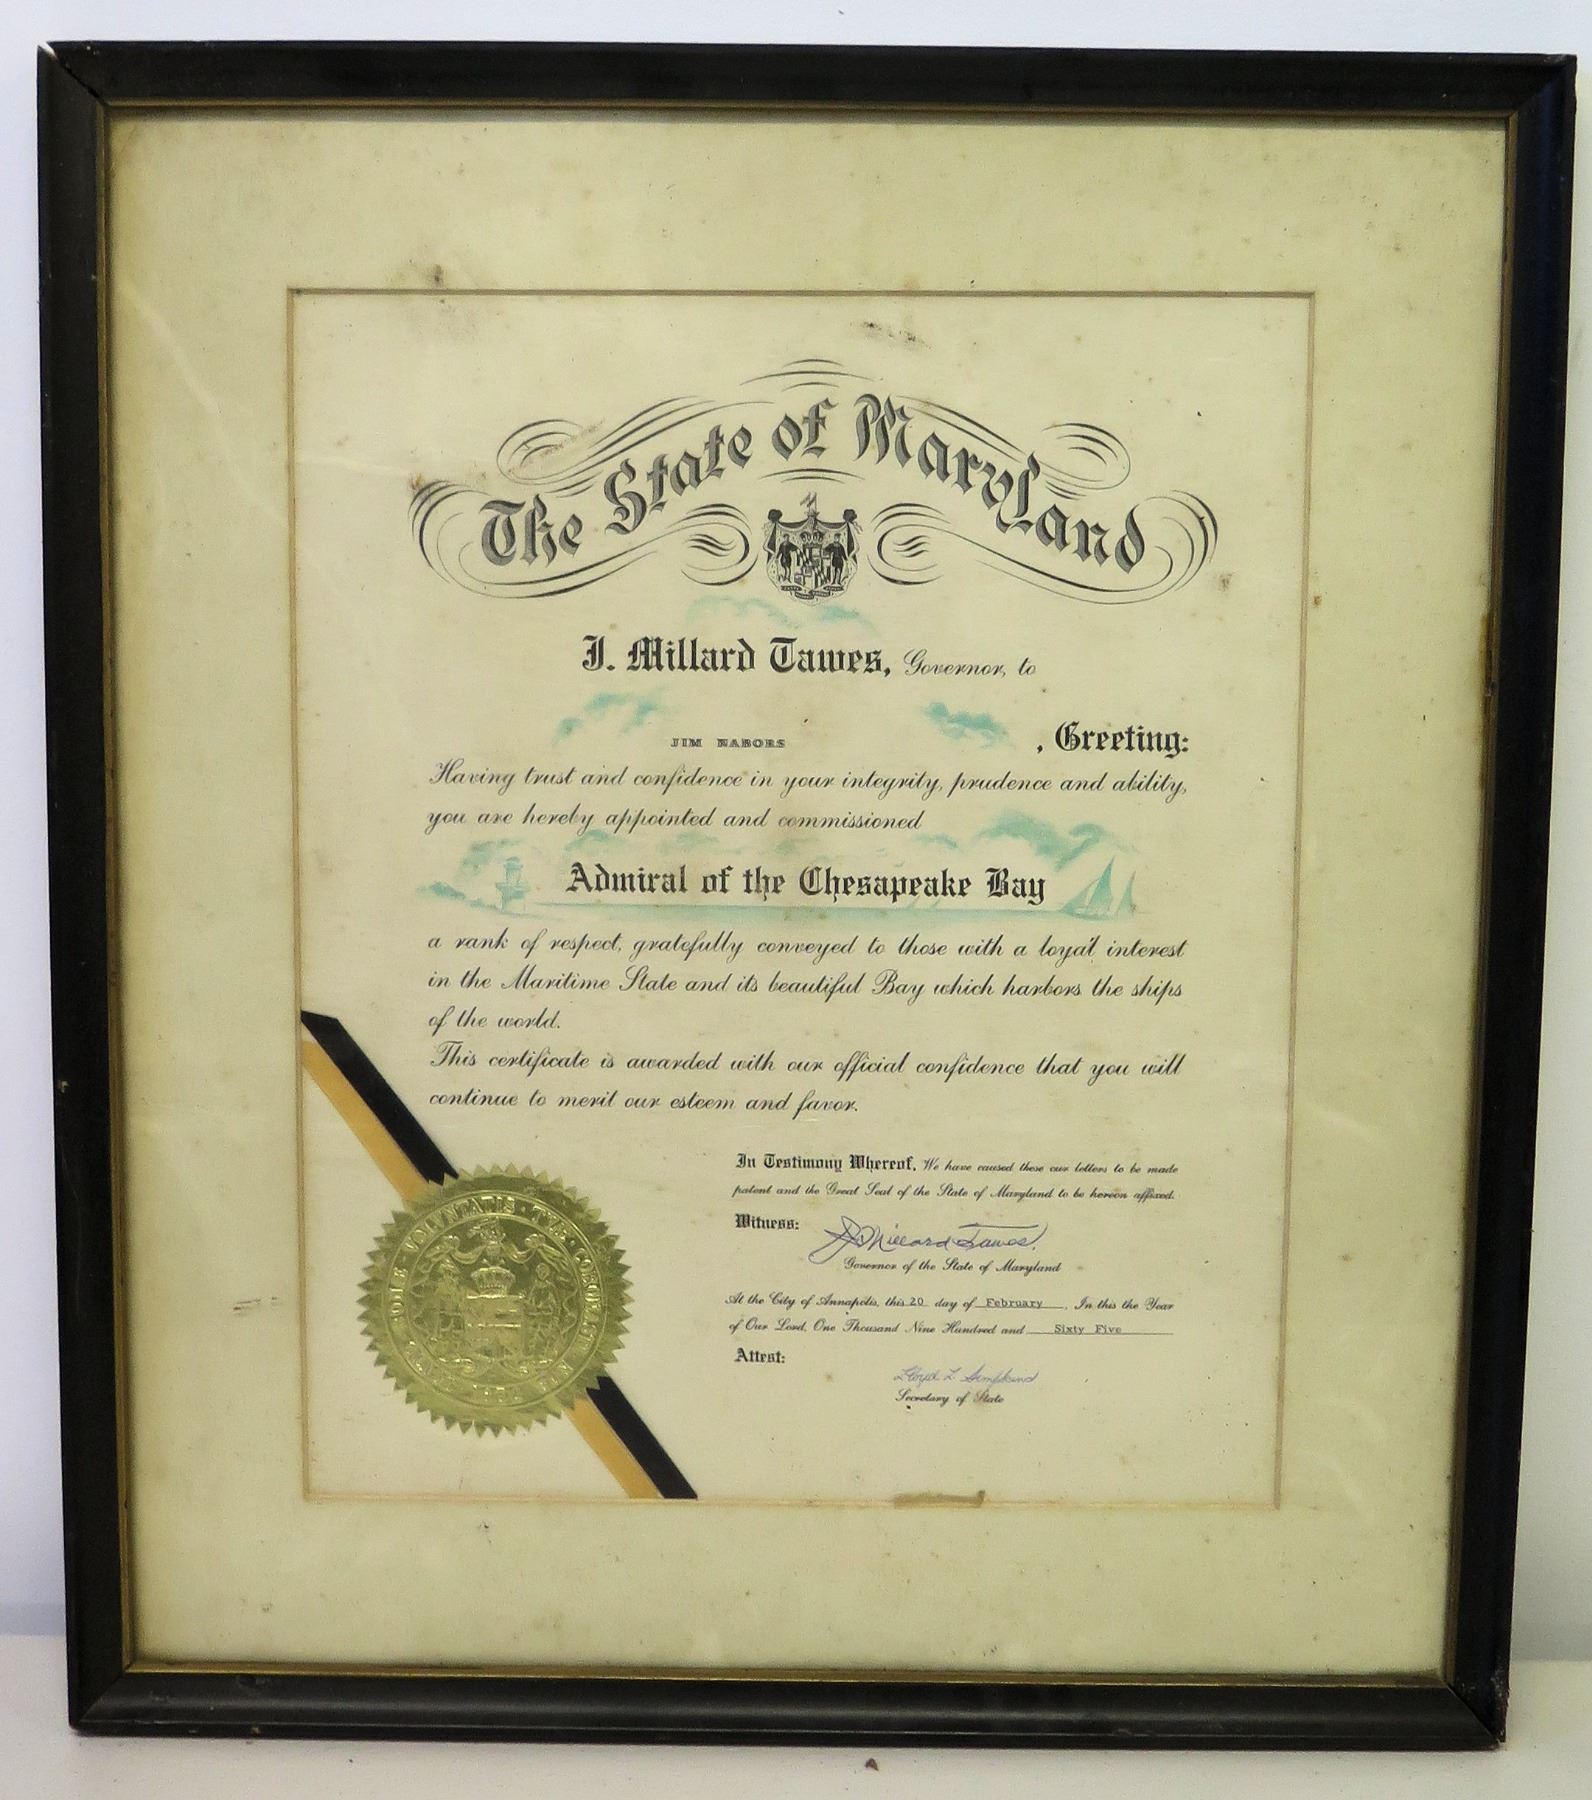 The State of Maryland
J. Millard Tawes, Governor, to
JIM NABORS , Greeting:
Having trust and confidence in your integrity, prudence and ability,
you are hereby appointed and commissioned
Admiral of the Chesapeake Bay
a rank of respect, gratefully conveyed to those with a loyal interest
in the Maritime State and its beautiful Bay which harbors the ships
of the world.
This certificate is awarded with our official confidence that you will
continue to merit our esteem and favor.
In Testimony Whereof, We have caused these our letters to be made
patent and the Great Seal of the State of Maryland to be hereon affixed.
Witness: J. Millard Tawes.
Governor of the State of Maryland
At the City of Annapolis, this 20 day of February, In this the Year
of Our Lord, One Thousand Nine Hundred and Sixty Five
Attest:
Lloyd L. Simpkins
Secretary of State
VOLUNTATIS TUÆ CORONASTI